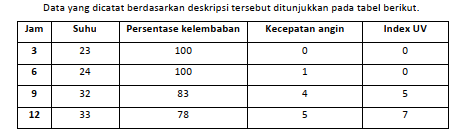 Data yang dicatat berdasarkan deskripsi tersebut ditunjukkan pada tabel berikut.
Jam Suhu Persentase kelembaban Kecepatan angin Index UV
3 23 100 0 0
6 24 100 1 0
9 32 83 4 5
12 33 78 5 7